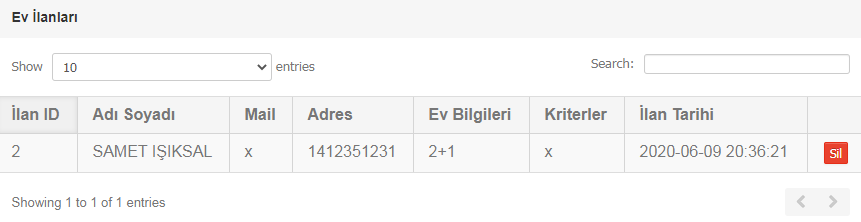 Ev İlanları
Show 10 entries Search:
İlan ID Adı Soyadı Mail Adres Ev Bilgileri Kriterler İlan Tarihi
2 SAMET IŞIKSAL x 1412351231 2+1 x 2020-06-09 20:36:21 Sil
Showing 1 to 1 of 1 entries